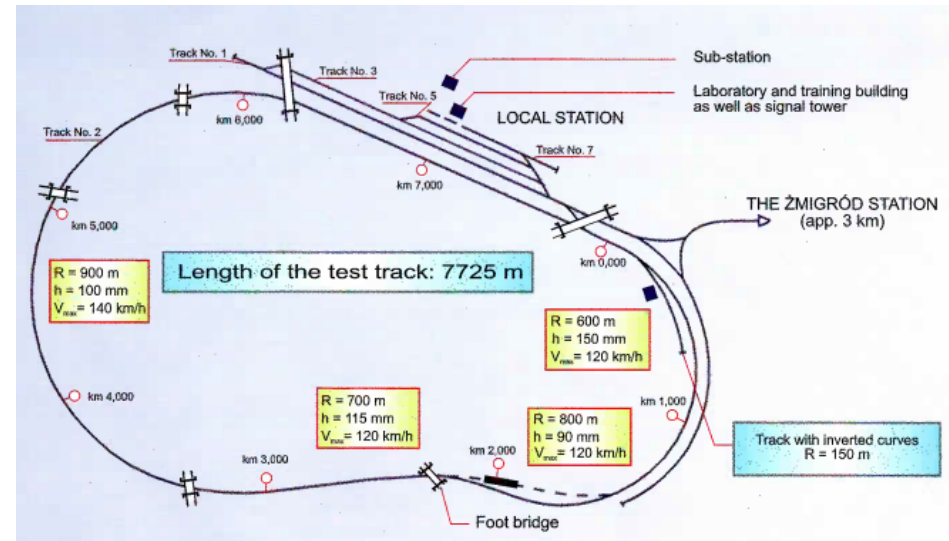 Track No. 1
Track No. 3
Sub-station
Track No. 5
Laboratory and training building
as well as signal tower
km 6,000
LOCAL STATION
Track No. 2
Track No. 7
km 7,000
THE ŻMIGRÓD STATION
(app. 3 km)
km 5,000
km 0,000
Length of the test track: 7725 m
R = 900 m
h = 100 mm
Vmax= 140 km/h
R = 600 m
h = 150 mm
Vmax= 120 km/h
km 4,000
R = 700 m
h = 115 mm
Vmax= 120 km/h
km 1,000
R = 800 m
h = 90 mm
Vmax= 120 km/h
Track with inverted curves
R = 150 m
km 3,000
km 2,000
Foot bridge